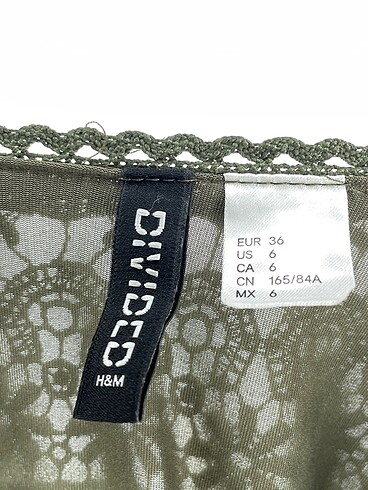 DIVIDED
H&M
EUR 36
US 6
CA 6
CN 165/84A
MX 6